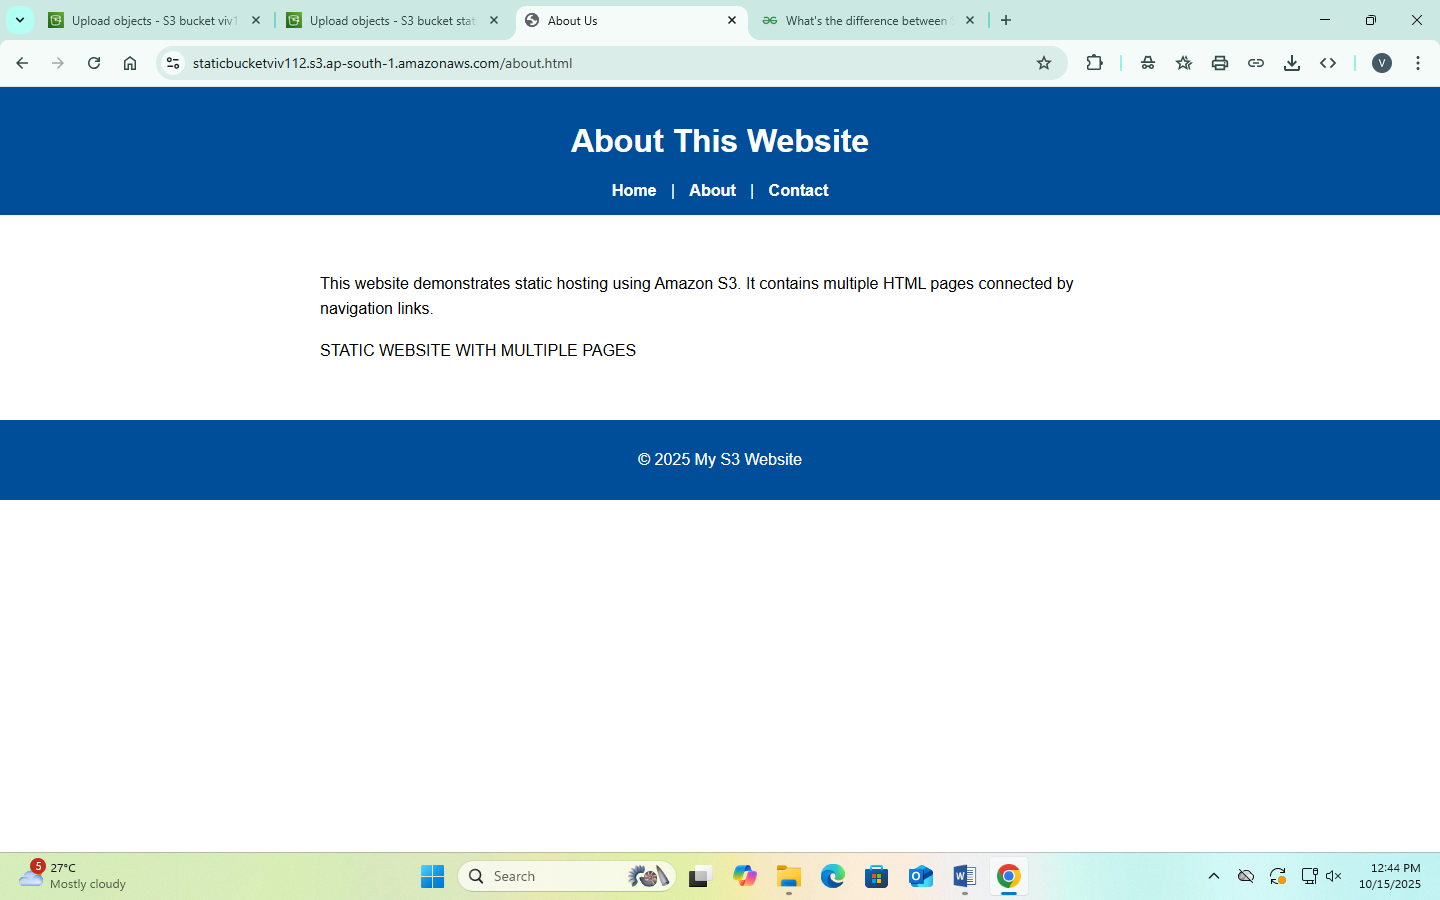 Upload objects - S3 bucket viv1
Upload objects - S3 bucket stat
About Us
What's the difference between
staticbucketviv112.s3.ap-south-1.amazonaws.com/about.html
V
About This Website
Home | About | Contact
This website demonstrates static hosting using Amazon S3. It contains multiple HTML pages connected by
navigation links.
STATIC WEBSITE WITH MULTIPLE PAGES
© 2025 My S3 Website
5
27°C
Mostly cloudy
Search
12:44 PM
10/15/2025